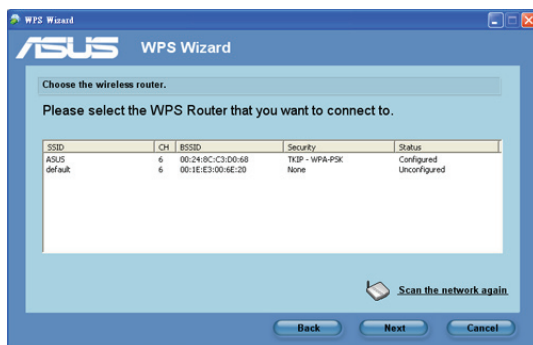 WPS Wizard
ASUS WPS Wizard
Choose the wireless router.
Please select the WPS Router that you want to connect to.
SSID CH BSSID Security Status
ASUS 6 00:24:8C:C3:D0:68 TKIP - WPA-PSK Configured
default 6 00:1E:E3:00:6E:20 None Unconfigured
Scan the network again
Back Next Cancel